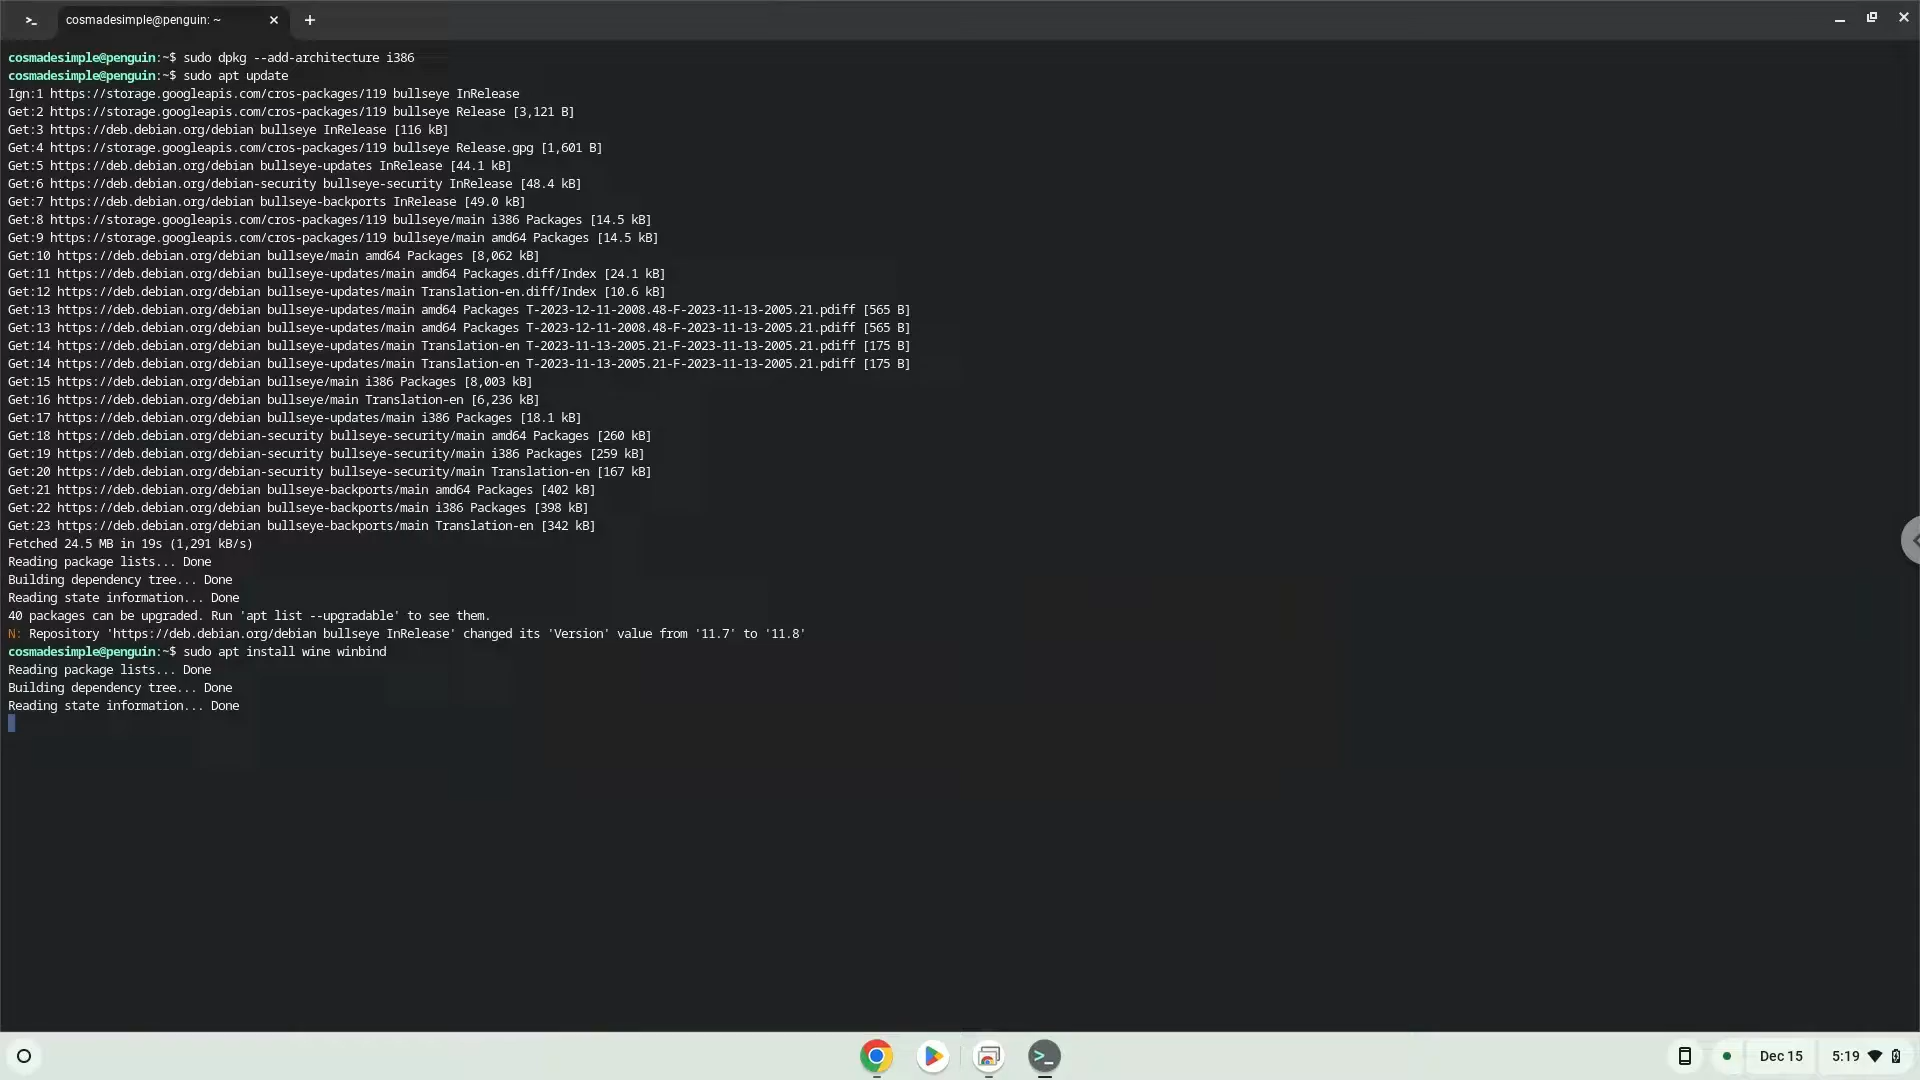 cosmadesimple@penguin: ~
cosmadesimple@penguin:~$ sudo dpkg --add-architecture i386
cosmadesimple@penguin:~$ sudo apt update
Ign:1 https://storage.googleapis.com/cros-packages/119 bullseye InRelease
Get:2 https://storage.googleapis.com/cros-packages/119 bullseye Release [3,121 B]
Get:3 https://deb.debian.org/debian bullseye InRelease [116 kB]
Get:4 https://storage.googleapis.com/cros-packages/119 bullseye Release.gpg [1,601 B]
Get:5 https://deb.debian.org/debian bullseye-updates InRelease [44.1 kB]
Get:6 https://deb.debian.org/debian-security bullseye-security InRelease [48.4 kB]
Get:7 https://deb.debian.org/debian bullseye-backports InRelease [49.0 kB]
Get:8 https://storage.googleapis.com/cros-packages/119 bullseye/main i386 Packages [14.5 kB]
Get:9 https://storage.googleapis.com/cros-packages/119 bullseye/main amd64 Packages [14.5 kB]
Get:10 https://deb.debian.org/debian bullseye/main amd64 Packages [8,062 kB]
Get:11 https://deb.debian.org/debian bullseye-updates/main amd64 Packages.diff/Index [24.1 kB]
Get:12 https://deb.debian.org/debian bullseye-updates/main Translation-en.diff/Index [10.6 kB]
Get:13 https://deb.debian.org/debian bullseye-updates/main amd64 Packages T-2023-12-11-2008.48-F-2023-11-13-2005.21.pdiff [565 B]
Get:13 https://deb.debian.org/debian bullseye-updates/main amd64 Packages T-2023-12-11-2008.48-F-2023-11-13-2005.21.pdiff [565 B]
Get:14 https://deb.debian.org/debian bullseye-updates/main Translation-en T-2023-11-13-2005.21-F-2023-11-13-2005.21.pdiff [175 B]
Get:14 https://deb.debian.org/debian bullseye-updates/main Translation-en T-2023-11-13-2005.21-F-2023-11-13-2005.21.pdiff [175 B]
Get:15 https://deb.debian.org/debian bullseye/main i386 Packages [8,003 kB]
Get:16 https://deb.debian.org/debian bullseye/main Translation-en [6,236 kB]
Get:17 https://deb.debian.org/debian bullseye-updates/main i386 Packages [18.1 kB]
Get:18 https://deb.debian.org/debian-security bullseye-security/main amd64 Packages [260 kB]
Get:19 https://deb.debian.org/debian-security bullseye-security/main i386 Packages [259 kB]
Get:20 https://deb.debian.org/debian-security bullseye-security/main Translation-en [167 kB]
Get:21 https://deb.debian.org/debian bullseye-backports/main amd64 Packages [402 kB]
Get:22 https://deb.debian.org/debian bullseye-backports/main i386 Packages [398 kB]
Get:23 https://deb.debian.org/debian bullseye-backports/main Translation-en [342 kB]
Fetched 24.5 MB in 19s (1,291 kB/s)
Reading package lists... Done
Building dependency tree... Done
Reading state information... Done
40 packages can be upgraded. Run 'apt list --upgradable' to see them.
N: Repository 'https://deb.debian.org/debian bullseye InRelease' changed its 'Version' value from '11.7' to '11.8'
cosmadesimple@penguin:~$ sudo apt install wine winbind
Reading package lists... Done
Building dependency tree... Done
Reading state information... Done
Dec 15
5:19